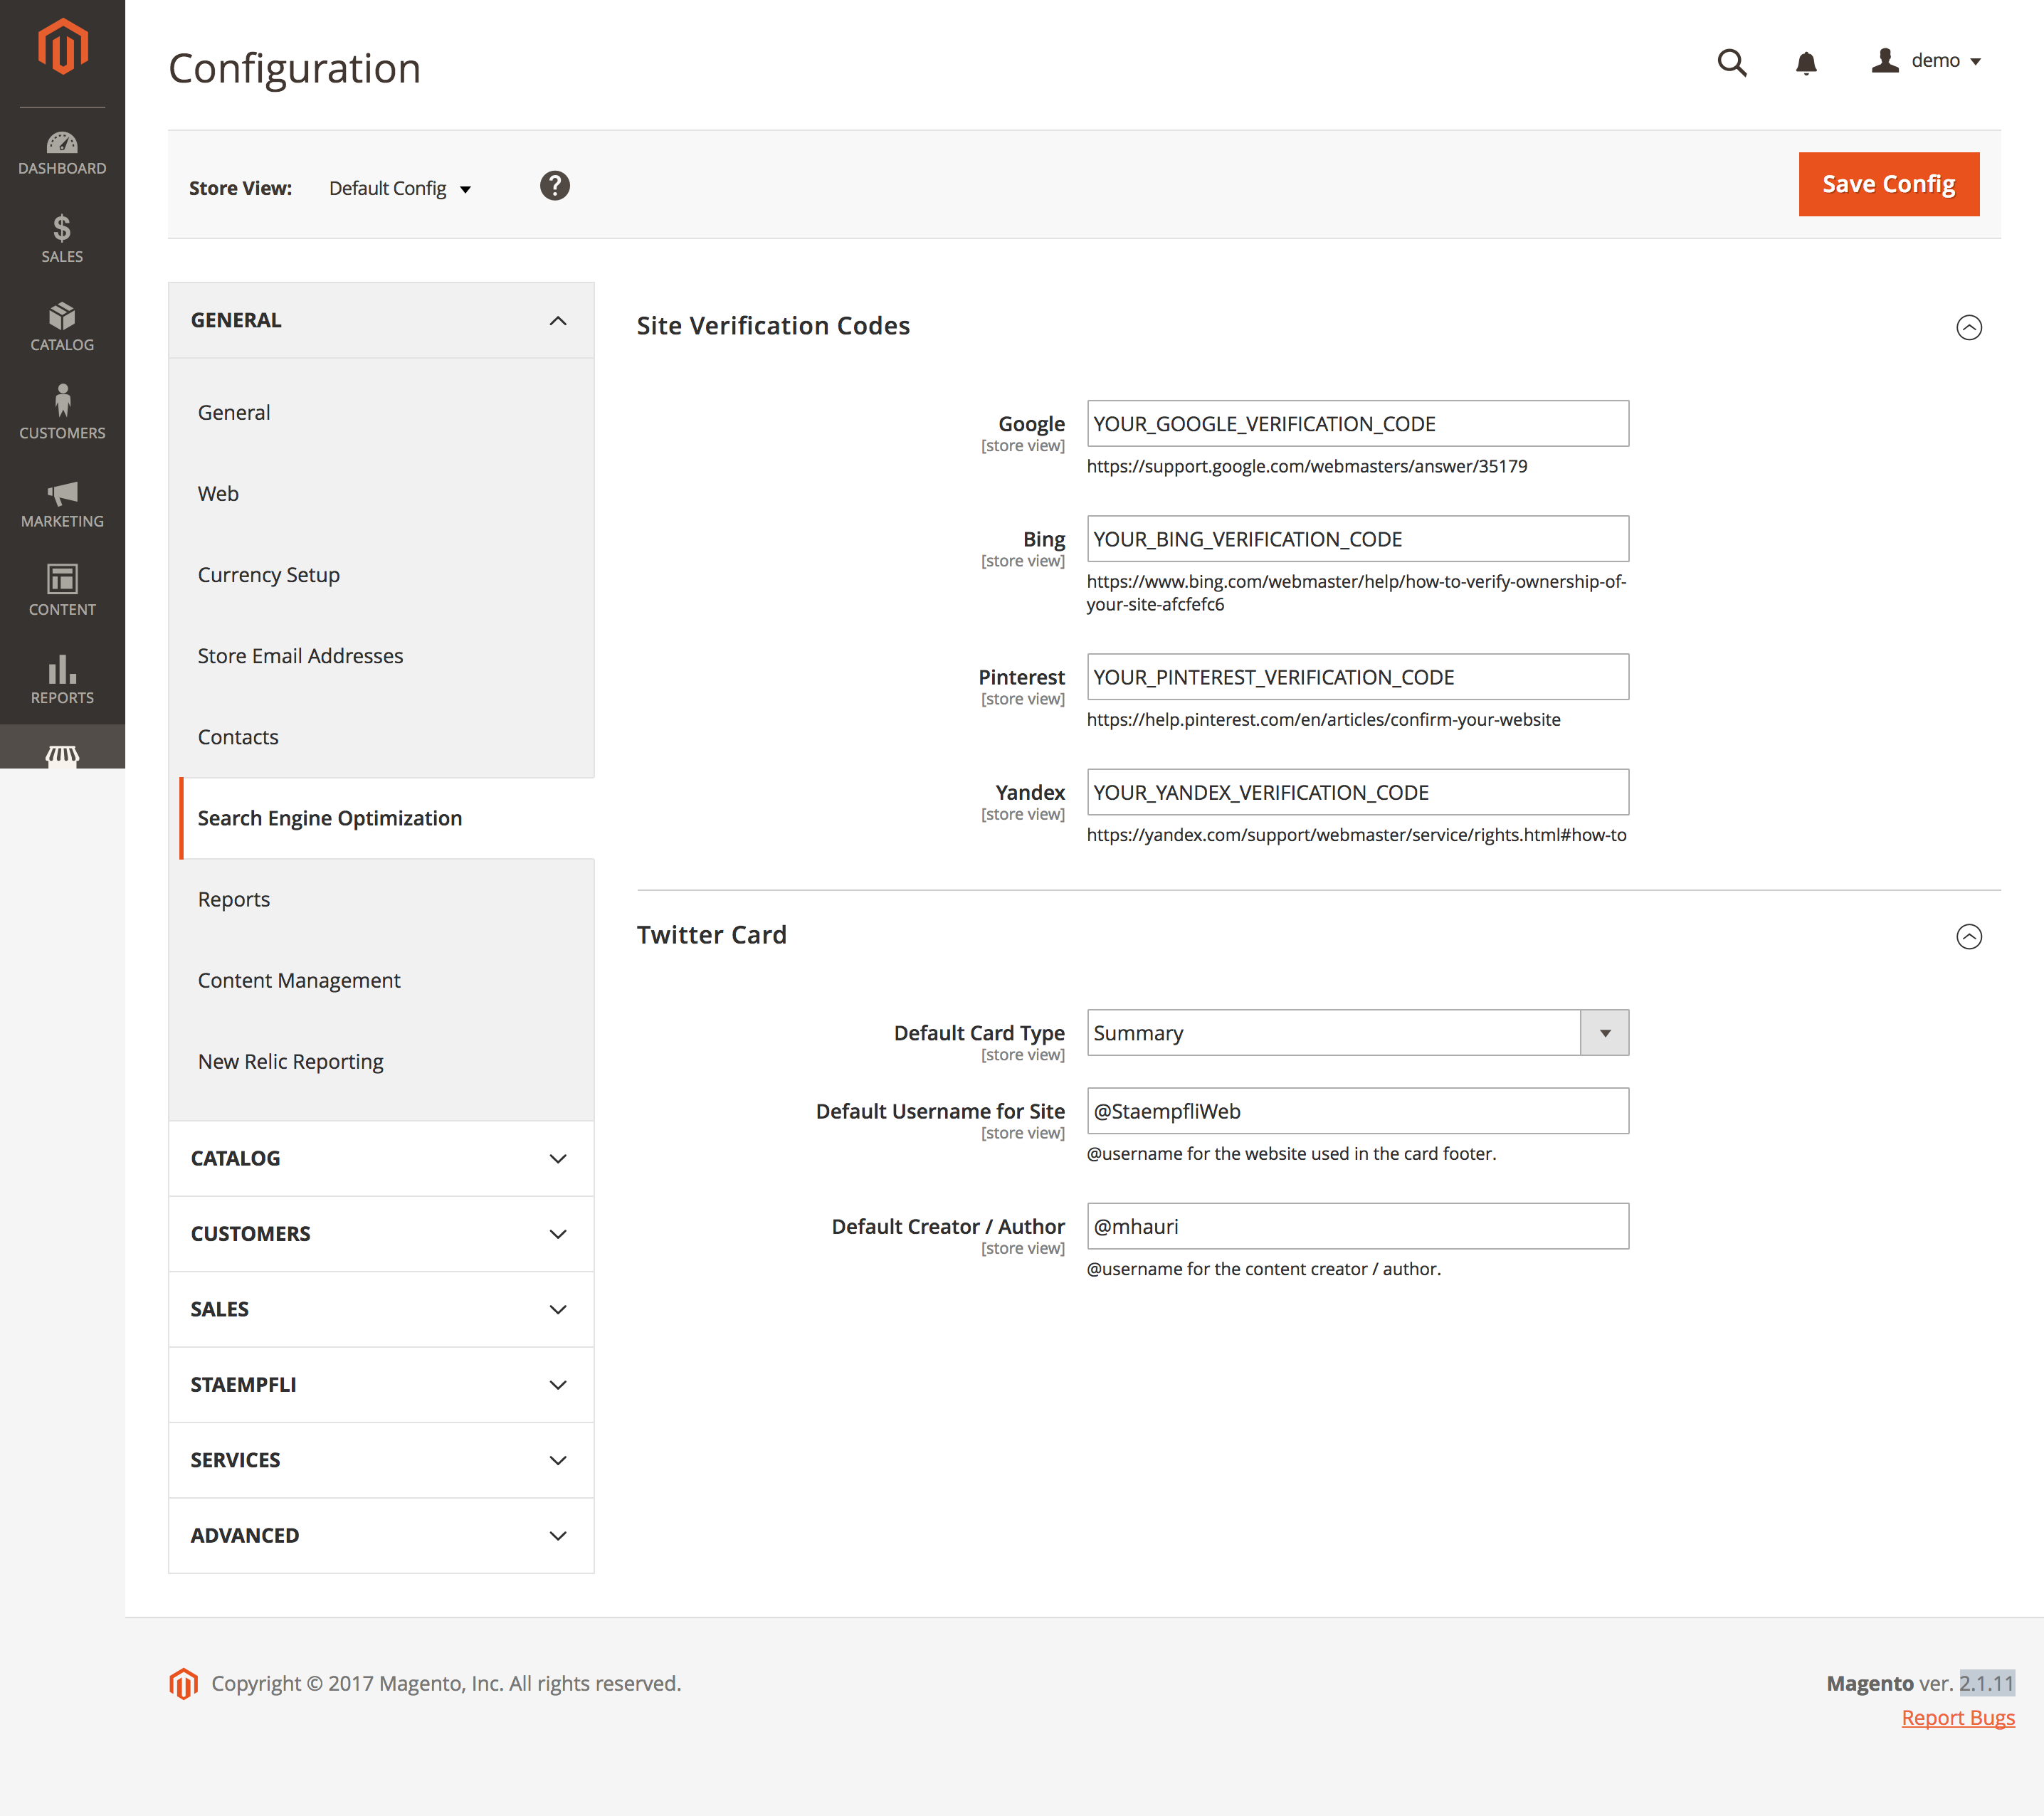 Configuration
demo
DASHBOARD
SALES
CATALOG
CUSTOMERS
MARKETING
CONTENT
REPORTS
Store View: Default Config ?
Save Config
GENERAL
General
Web
Currency Setup
Store Email Addresses
Contacts
Search Engine Optimization
Reports
Content Management
New Relic Reporting
CATALOG
CUSTOMERS
SALES
STAEMPFLI
SERVICES
ADVANCED
Site Verification Codes
Google YOUR_GOOGLE_VERIFICATION_CODE
[store view]
https://support.google.com/webmasters/answer/35179
Bing YOUR_BING_VERIFICATION_CODE
[store view]
https://www.bing.com/webmaster/help/how-to-verify-ownership-of-
your-site-afcfefc6
Pinterest YOUR_PINTEREST_VERIFICATION_CODE
[store view]
https://help.pinterest.com/en/articles/confirm-your-website
Yandex YOUR_YANDEX_VERIFICATION_CODE
[store view]
https://yandex.com/support/webmaster/service/rights.html#how-to
Twitter Card
Default Card Type Summary
[store view]
Default Username for Site @StaempfliWeb
[store view]
@username for the website used in the card footer.
Default Creator / Author @mhauri
[store view]
@username for the content creator / author.
Copyright © 2017 Magento, Inc. All rights reserved.
Magento ver. 2.1.11
Report Bugs